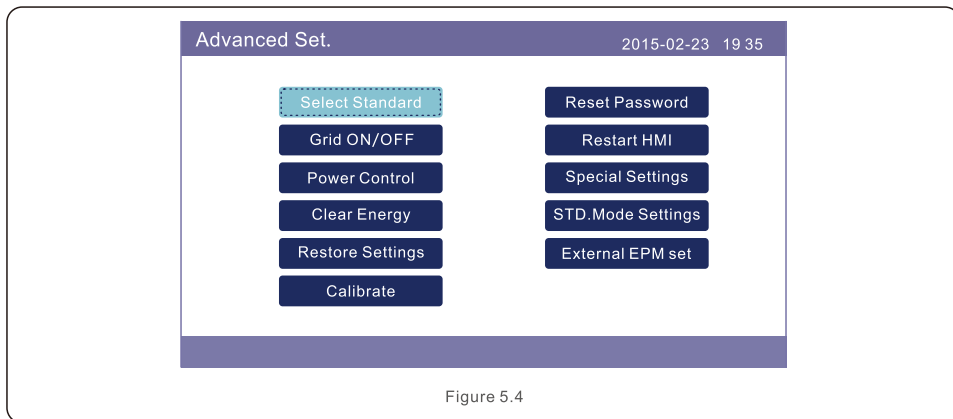 Advanced Set.
2015-02-23 19 35
Select Standard
Grid ON/OFF
Power Control
Clear Energy
Restore Settings
Calibrate
Reset Password
Restart HMI
Special Settings
STD.Mode Settings
External EPM set
Figure 5.4